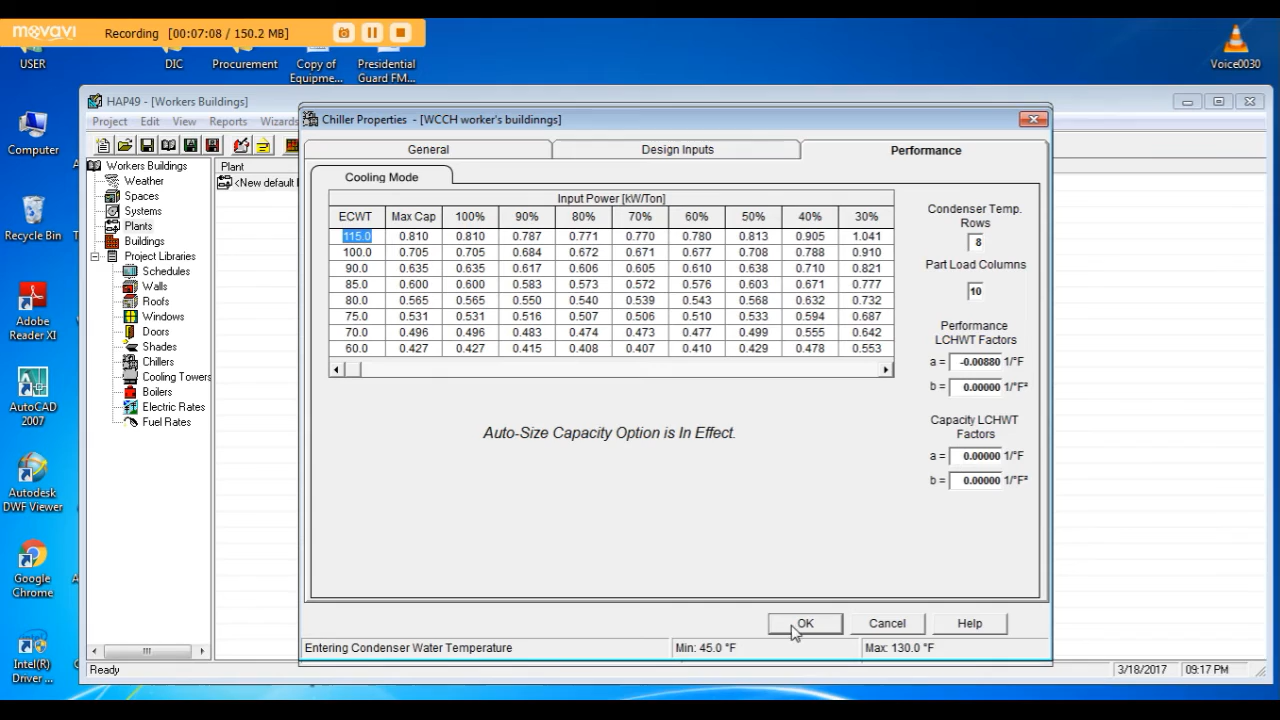 movavi
Recording [00:07:08 / 150.2 MB]
USER
DIC
Procurement
Copy of Equipme...
Presidential Guard FM...
Voice0030
Computer
Recycle Bin
Adobe Reader XI
AutoCAD 2007
Autodesk DWF Viewer
Google Chrome
Intel(R) Driver ...
HAP49 - [Workers Buildings]
Project Edit View Reports Wizards
Workers Buildings
Weather
Spaces
Systems
Plants
Buildings
Project Libraries
Schedules
Walls
Roofs
Windows
Doors
Shades
Chillers
Cooling Towers
Boilers
Electric Rates
Fuel Rates
Plant
<New default
Chiller Properties - [WCCH worker's buildinngs]
General Design Inputs Performance
Cooling Mode
Input Power [kW/Ton]
ECWT Max Cap 100% 90% 80% 70% 60% 50% 40% 30%
115.0 0.810 0.810 0.787 0.771 0.770 0.780 0.813 0.905 1.041
100.0 0.705 0.705 0.684 0.672 0.671 0.677 0.708 0.788 0.910
90.0 0.635 0.635 0.617 0.606 0.605 0.610 0.638 0.710 0.821
85.0 0.600 0.600 0.583 0.573 0.572 0.576 0.603 0.671 0.777
80.0 0.565 0.565 0.550 0.540 0.539 0.543 0.568 0.632 0.732
75.0 0.531 0.531 0.516 0.507 0.506 0.510 0.533 0.594 0.687
70.0 0.496 0.496 0.483 0.474 0.473 0.477 0.499 0.555 0.642
60.0 0.427 0.427 0.415 0.408 0.407 0.410 0.429 0.478 0.553
Auto-Size Capacity Option is In Effect.
Condenser Temp.
Rows
8
Part Load Columns
10
Performance
LCHWT Factors
a = -0.00880 1/°F
b = 0.00000 1/°F²
Capacity LCHWT
Factors
a = 0.00000 1/°F
b = 0.00000 1/°F²
OK Cancel Help
Entering Condenser Water Temperature Min: 45.0 °F Max: 130.0 °F
Ready
3/18/2017 09:17 PM